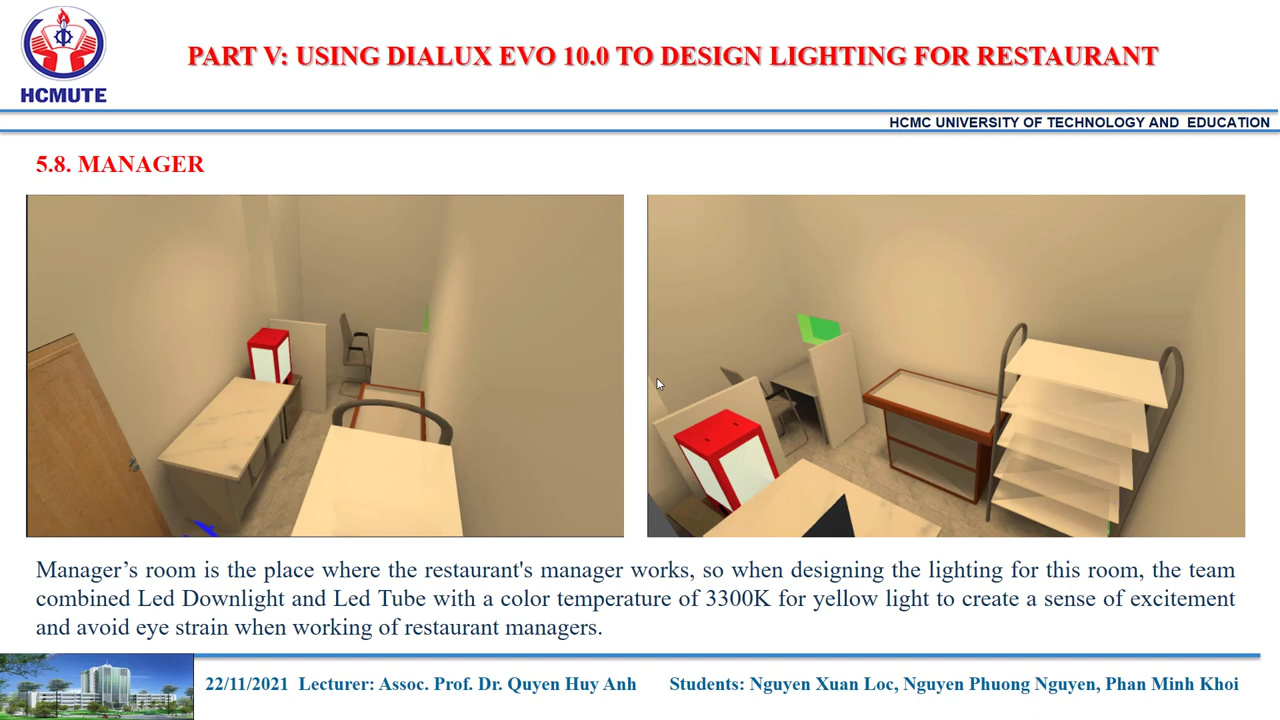 HCMUTE
PART V: USING DIALUX EVO 10.0 TO DESIGN LIGHTING FOR RESTAURANT
HCMC UNIVERSITY OF TECHNOLOGY AND EDUCATION
5.8. MANAGER
Manager’s room is the place where the restaurant's manager works, so when designing the lighting for this room, the team
combined Led Downlight and Led Tube with a color temperature of 3300K for yellow light to create a sense of excitement
and avoid eye strain when working of restaurant managers.
22/11/2021 Lecturer: Assoc. Prof. Dr. Quyen Huy Anh Students: Nguyen Xuan Loc, Nguyen Phuong Nguyen, Phan Minh Khoi